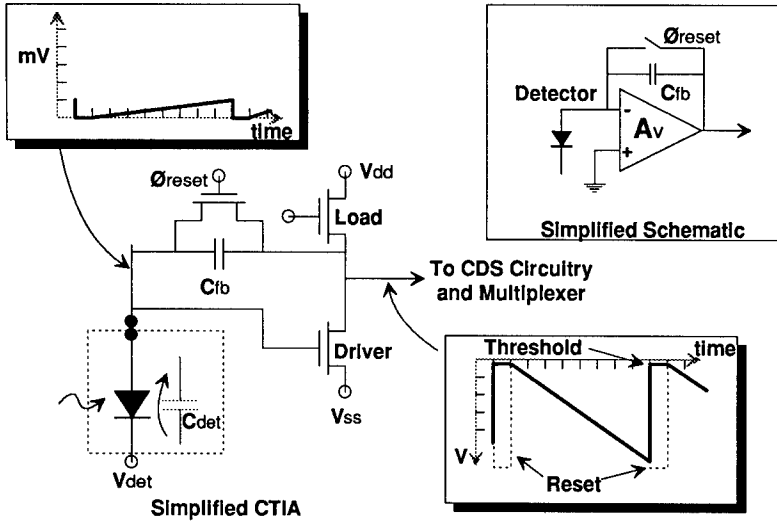 mV
time
Øreset
Detector
Cfb
Av
-
+
Simplified Schematic
Øreset
Vdd
Load
Cfb
To CDS Circuitry
and Multiplexer
Driver
Vss
Cdet
Vdet
Simplified CTIA
Threshold
time
V
Reset